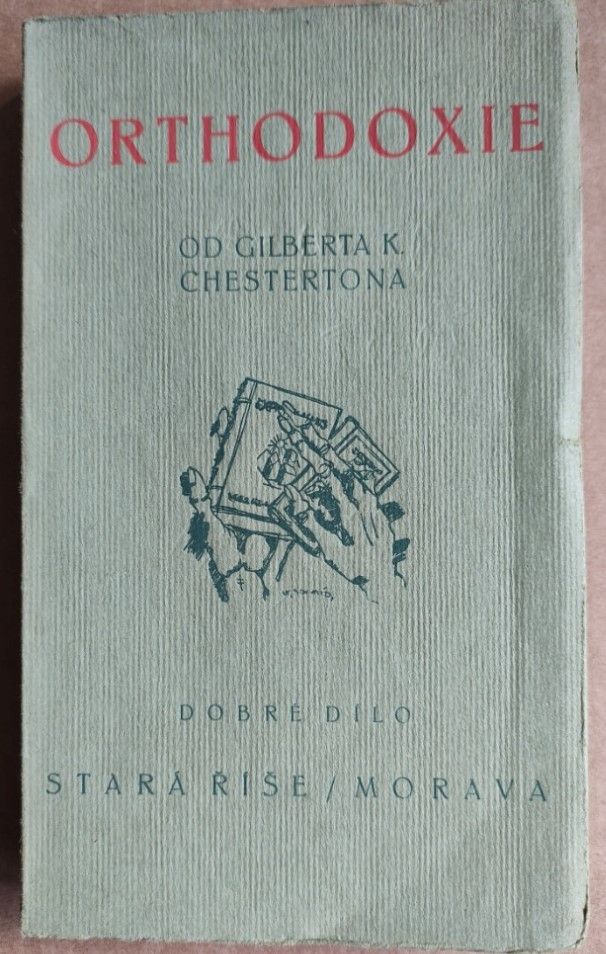 ORTHODOXIE
OD GILBERTA K.
CHESTERTONA
DOBRÉ DÍLO
STARÁ ŘÍŠE / MORAVA